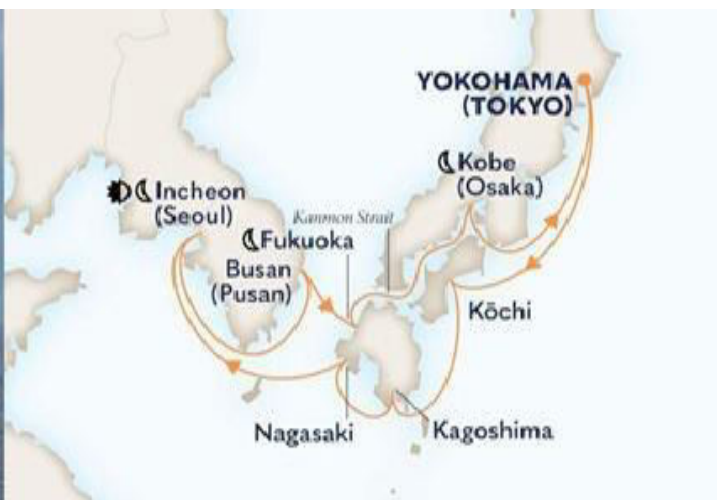 YOKOHAMA
(TOKYO)
Kobe
(Osaka)
Incheon
(Seoul)
Kanmon Strait
Fukuoka
Busan
(Pusan)
Kōchi
Nagasaki
Kagoshima